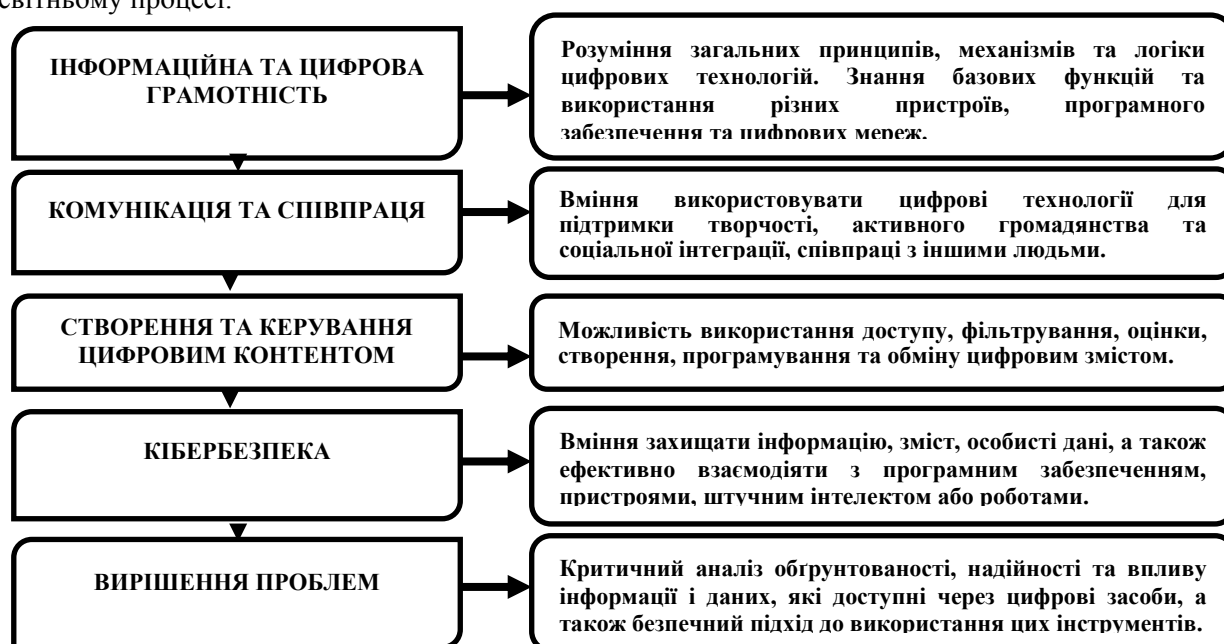 світньому процесі.
ІНФОРМАЦІЙНА ТА ЦИФРОВА
ГРАМОТНІСТЬ
Розуміння загальних принципів, механізмів та логіки
цифрових технологій. Знання базових функцій та
використання різних пристроїв, програмного
забезпечення та цифрових мереж.
КОМУНІКАЦІЯ ТА СПІВПРАЦЯ
Вміння використовувати цифрові технології для
підтримки творчості, активного громадянства та
соціальної інтеграції, співпраці з іншими людьми.
СТВОРЕННЯ ТА КЕРУВАННЯ
ЦИФРОВИМ КОНТЕНТОМ
Можливість використання доступу, фільтрування, оцінки,
створення, програмування та обміну цифровим змістом.
КІБЕРБЕЗПЕКА
Вміння захищати інформацію, зміст, особисті дані, а також
ефективно взаємодіяти з програмним забезпеченням,
пристроями, штучним інтелектом або роботами.
ВИРІШЕННЯ ПРОБЛЕМ
Критичний аналіз обґрунтованості, надійності та впливу
інформації і даних, які доступні через цифрові засоби, а
також безпечний підхід до використання цих інструментів.